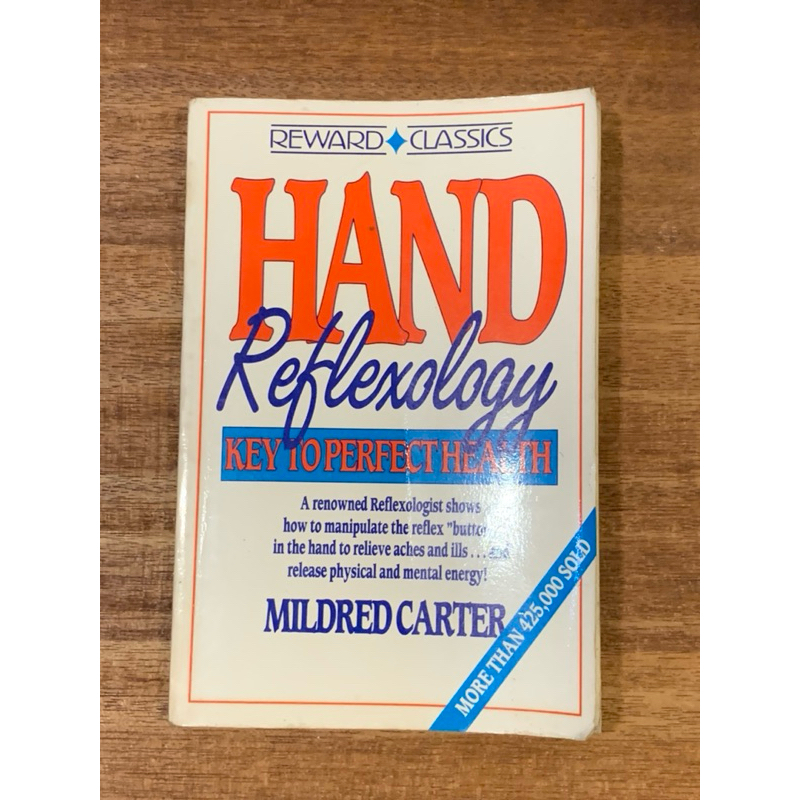 REWARD CLASSICS
HAND
Reflexology
KEY TO PERFECT HEALTH
A renowned Reflexologist shows
how to manipulate the reflex "butto
in the hand to relieve aches and ills . . . and
release physical and mental energy!
MILDRED CARTER
MORE THAN 425,000 SOLD